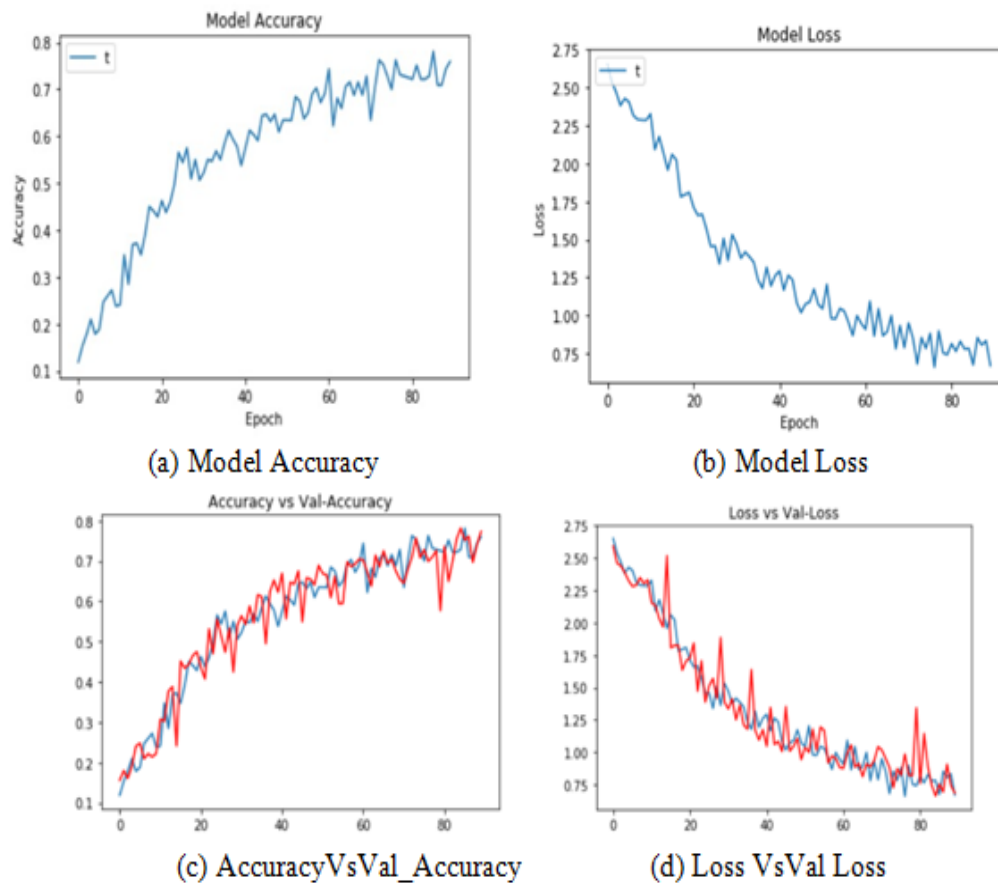 Model Accuracy
t
0.8
0.7
0.6
0.5
0.4
0.3
0.2
0.1
Accuracy
0 20 40 60 80
Epoch
(a) Model Accuracy
Model Loss
t
2.75
2.50
2.25
2.00
1.75
1.50
1.25
1.00
0.75
Loss
0 20 40 60 80
Epoch
(b) Model Loss
Accuracy vs Val-Accuracy
0.8
0.7
0.6
0.5
0.4
0.3
0.2
0.1
0 20 40 60 80
(c) AccuracyVsVal_Accuracy
Loss vs Val-Loss
2.75
2.50
2.25
2.00
1.75
1.50
1.25
1.00
0.75
0 20 40 60 80
(d) Loss VsVal Loss